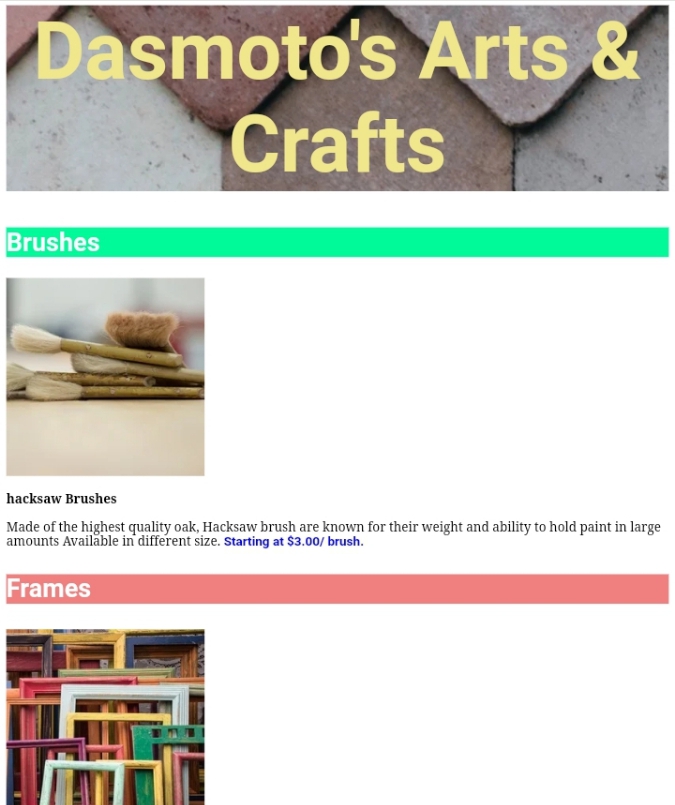 Dasmoto's Arts &
Crafts
Brushes
hacksaw Brushes
Made of the highest quality oak, Hacksaw brush are known for their weight and ability to hold paint in large
amounts Available in different size. Starting at $3.00/ brush.
Frames